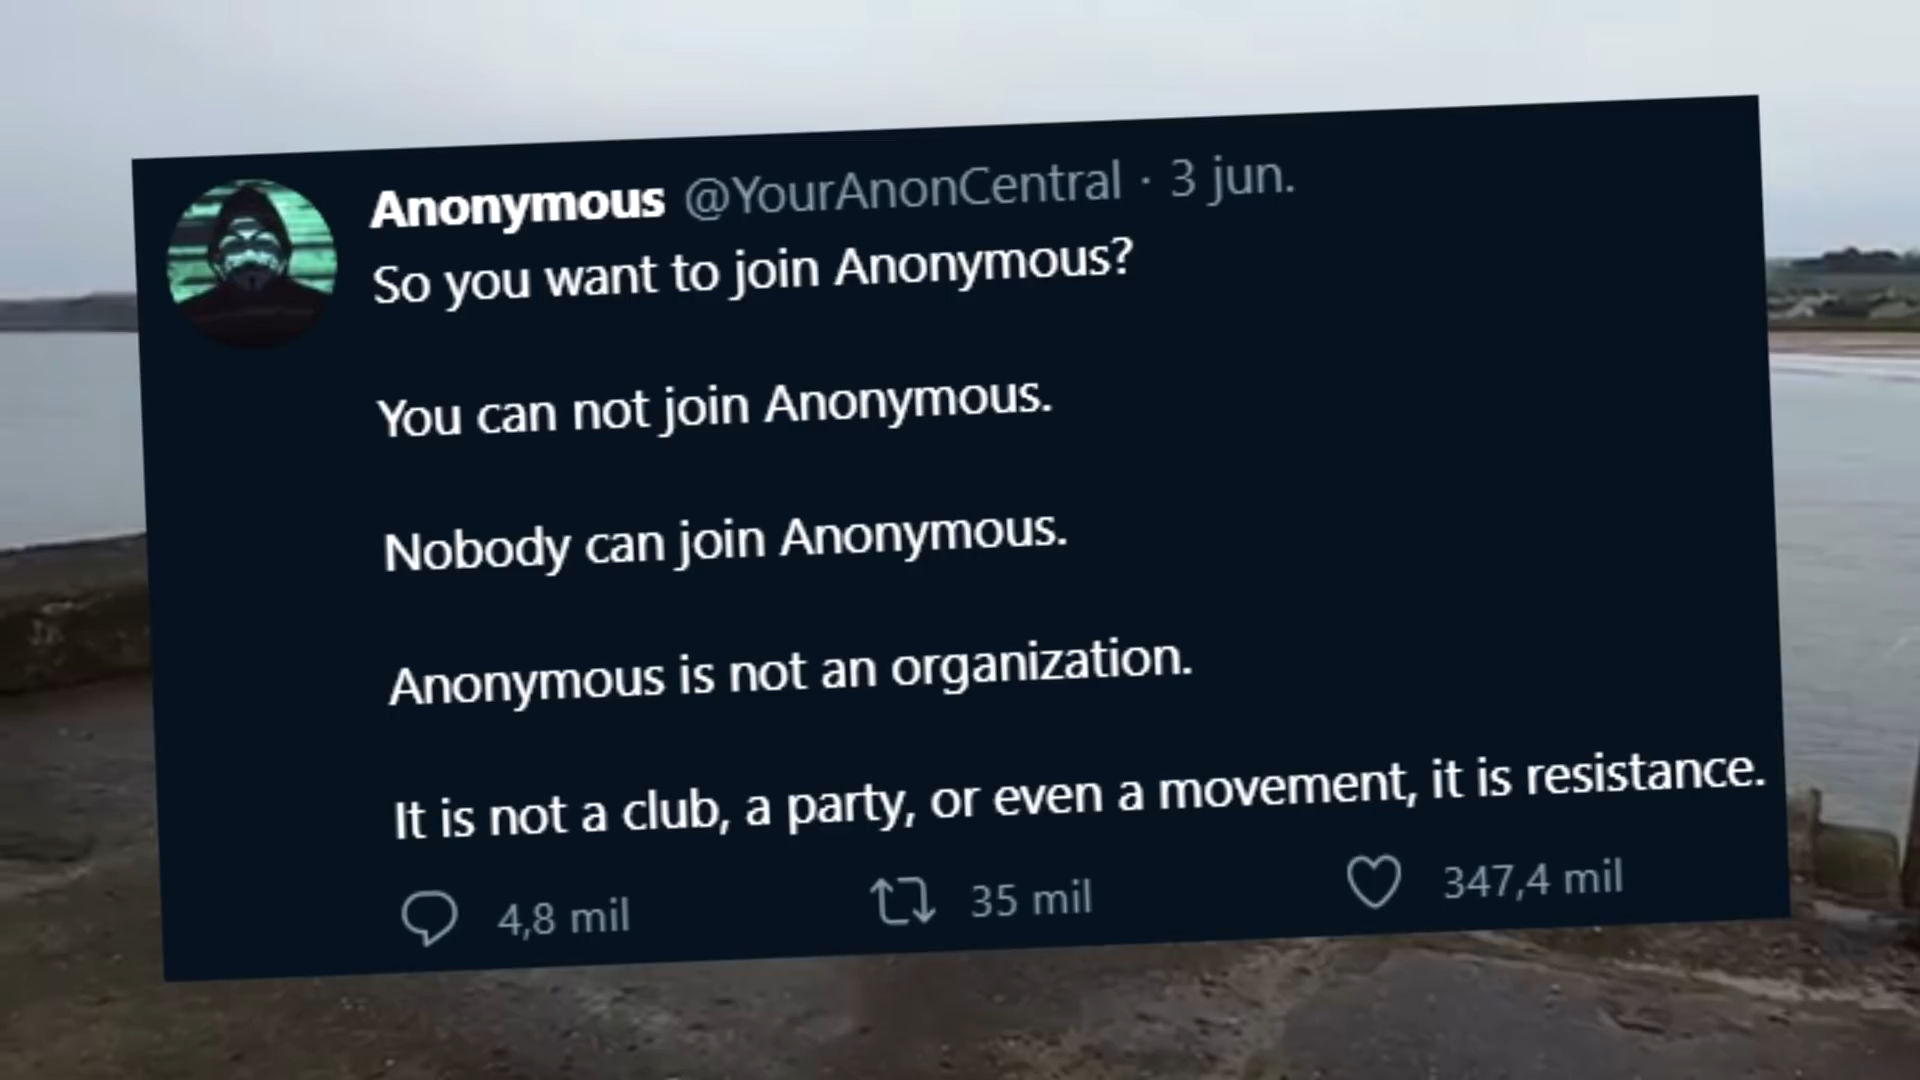 Anonymous @YourAnonCentral · 3 jun.
So you want to join Anonymous?
You can not join Anonymous.
Nobody can join Anonymous.
Anonymous is not an organization.
It is not a club, a party, or even a movement, it is resistance.
4,8 mil 35 mil 347,4 mil